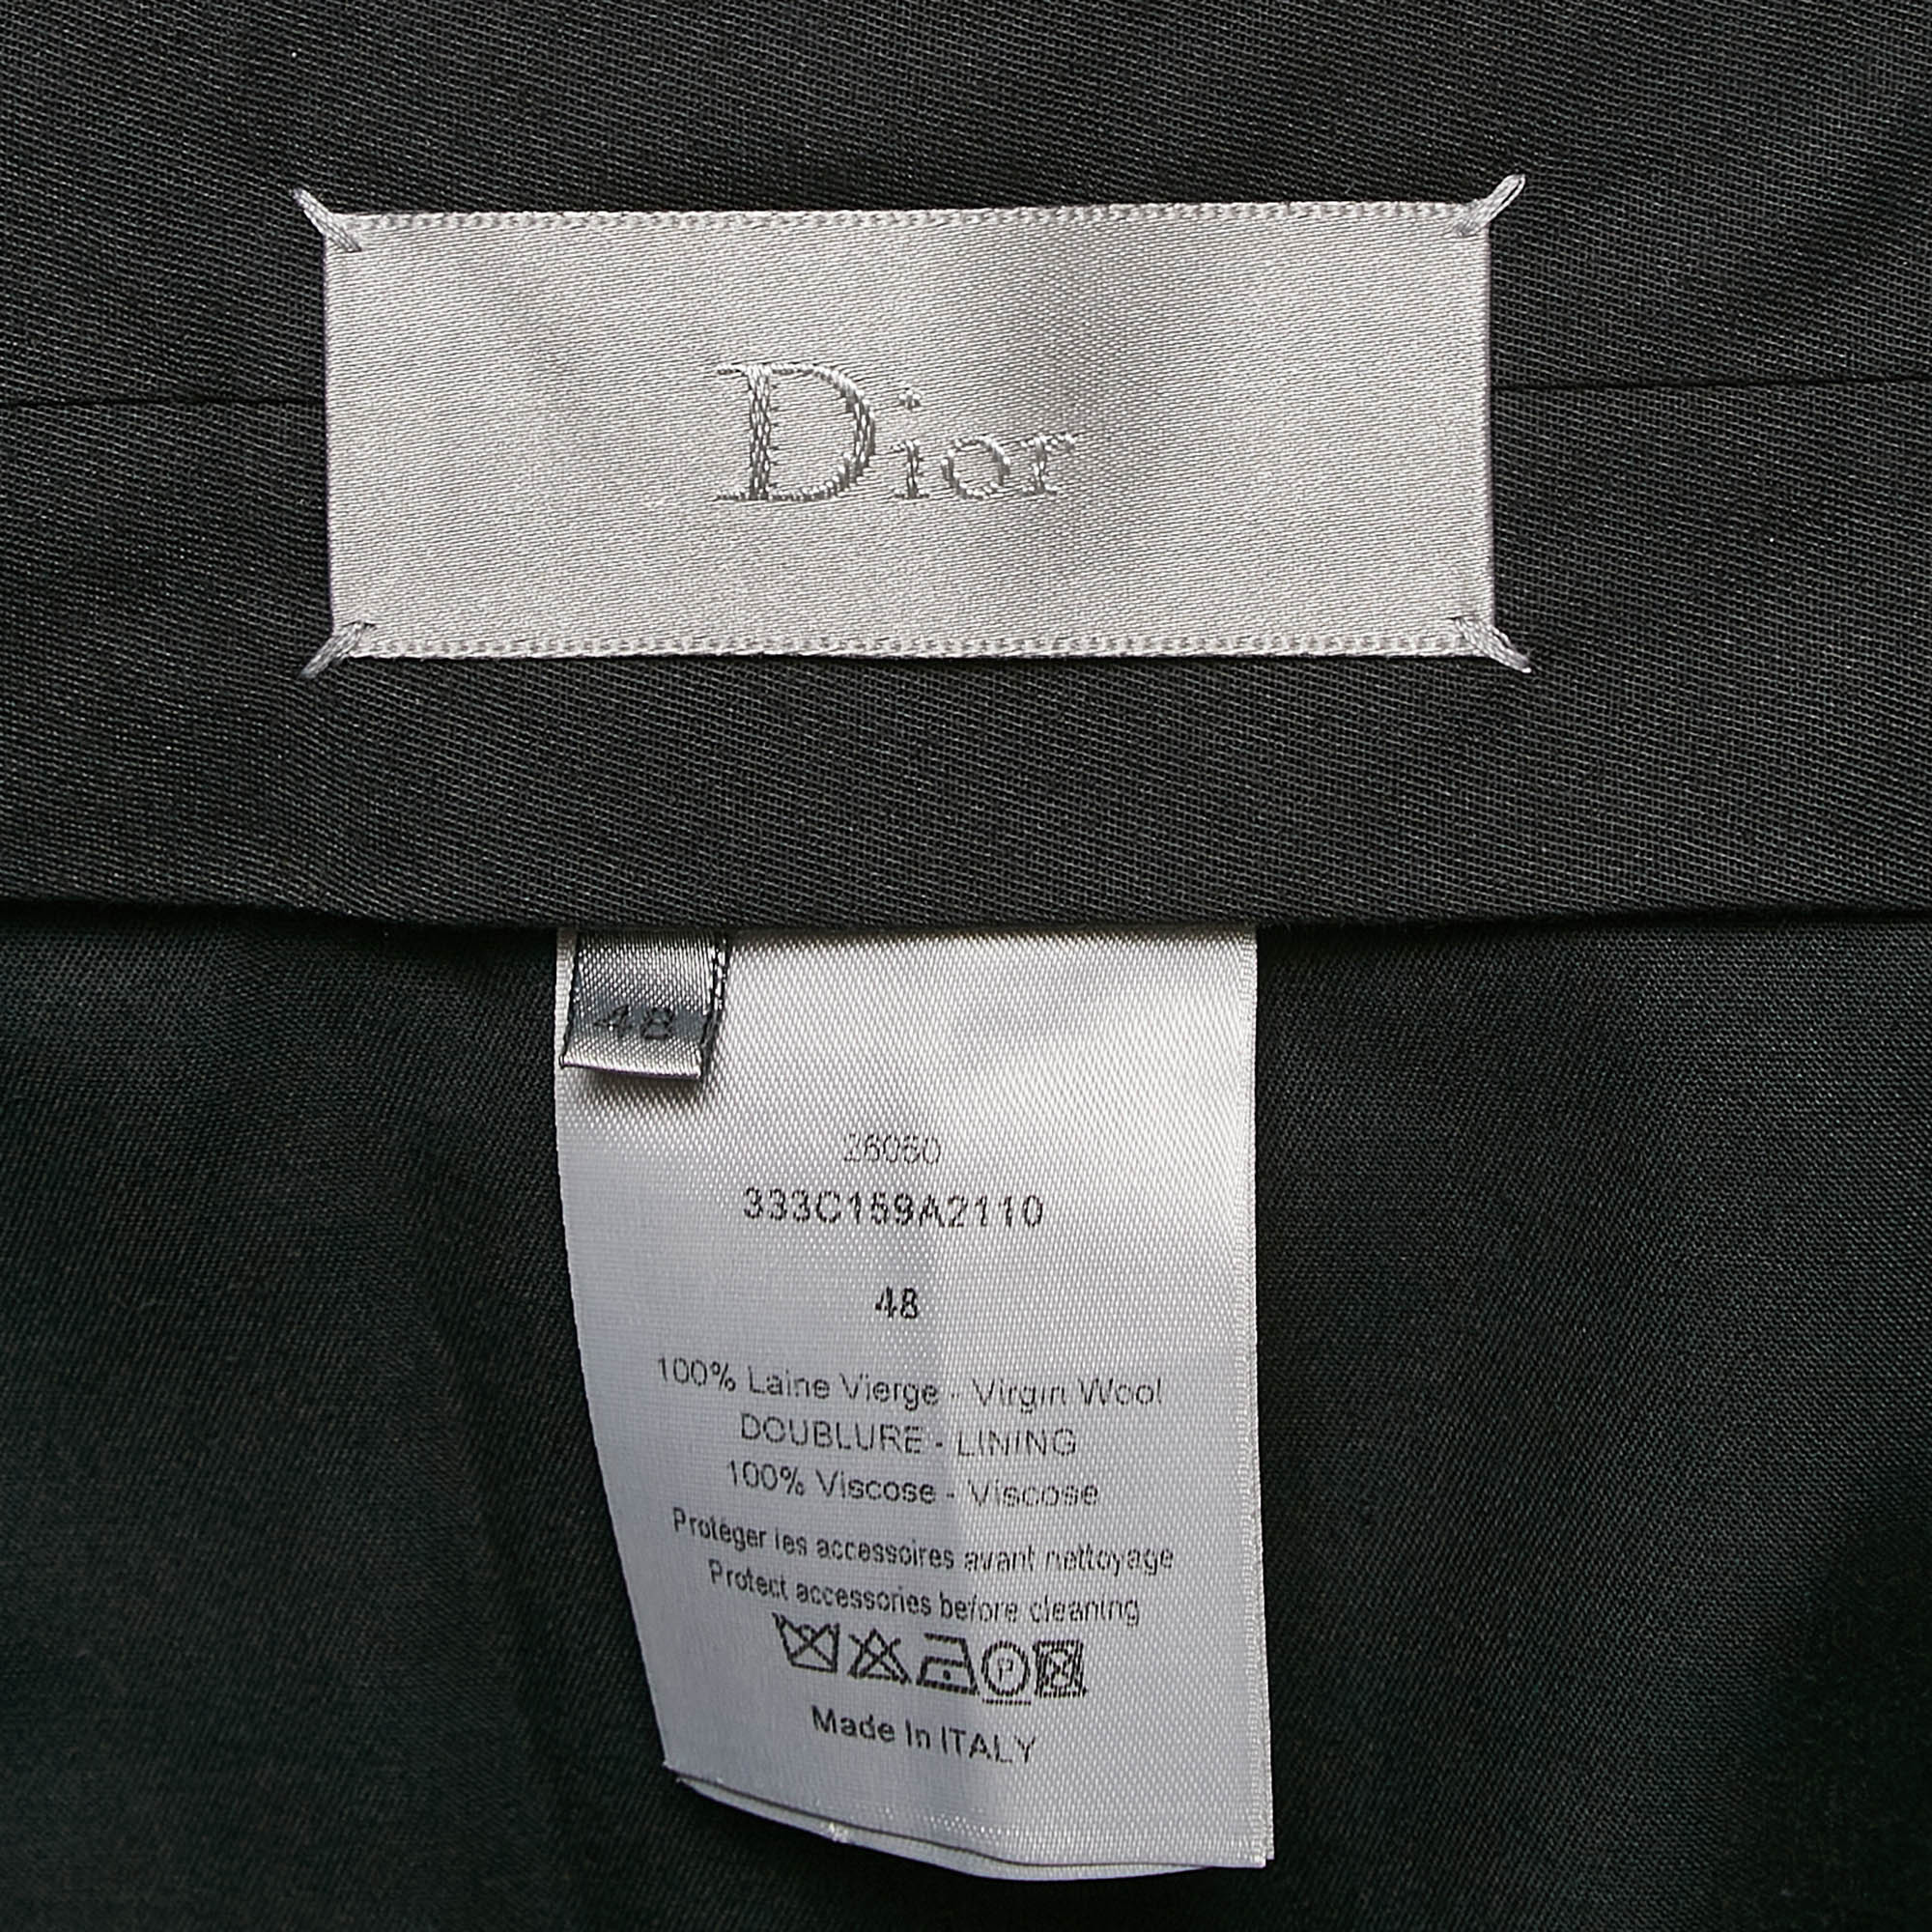 Dior
48
26060
333C159A2110
48
100% Laine Vierge - Virgin Wool
DOUBLURE - LINING
100% Viscose - Viscose
Protéger les accessoires avant nettoyage
Protect accessories before cleaning
P
Made In ITALY